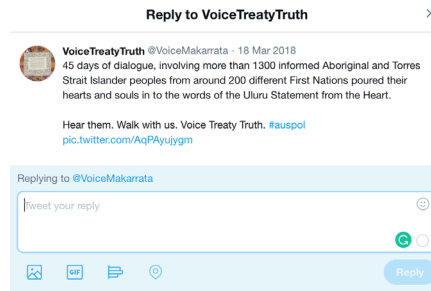 Reply to VoiceTreatyTruth
VoiceTreatyTruth @VoiceMakarrata · 18 Mar 2018
45 days of dialogue, involving more than 1300 informed Aboriginal and Torres
Strait Islander peoples from around 200 different First Nations poured their
hearts and souls in to the words of the Uluru Statement from the Heart.
Hear them. Walk with us. Voice Treaty Truth. #auspol
pic.twitter.com/AqPAyujygm
Replying to @VoiceMakarrata
Tweet your reply
GIF
Reply